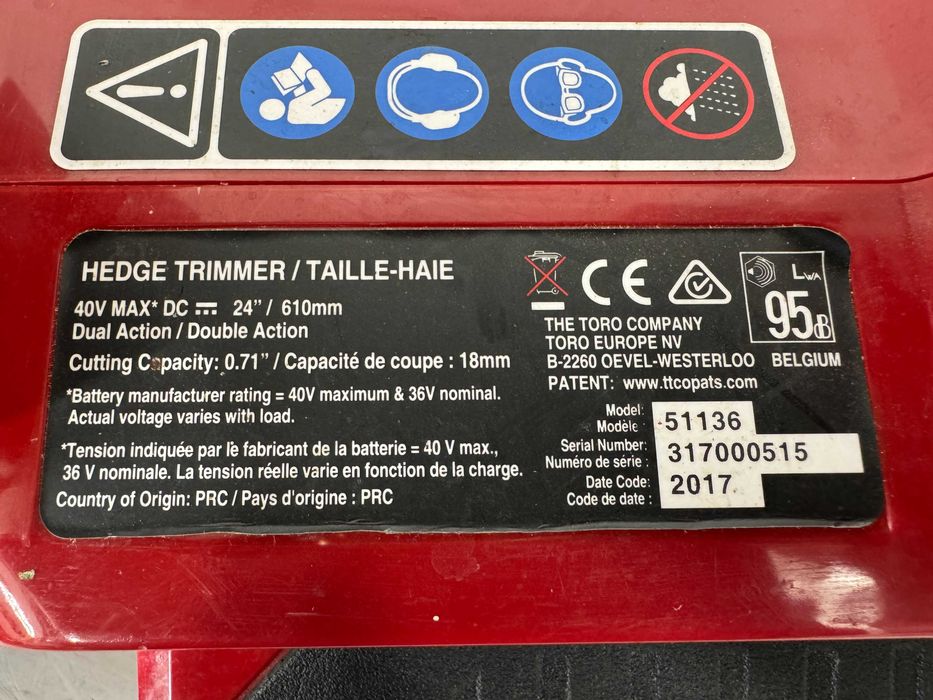 HEDGE TRIMMER / TAILLE-HAIE
40V MAX* DC 24” / 610mm
Dual Action / Double Action
Cutting Capacity: 0.71” / Capacité de coupe : 18mm
*Battery manufacturer rating = 40V maximum & 36V nominal.
Actual voltage varies with load.
*Tension indiquée par le fabricant de la batterie = 40 V max.,
36 V nominale. La tension réelle varie en fonction de la charge.
Country of Origin: PRC / Pays d'origine : PRC
CE
LWA
95dB
THE TORO COMPANY
TORO EUROPE NV
B-2260 OEVEL-WESTERLOO BELGIUM
PATENT: www.ttcopats.com
Model:
Modèle : 51136
Serial Number:
Numéro de série : 317000515
Date Code:
Code de date : 2017